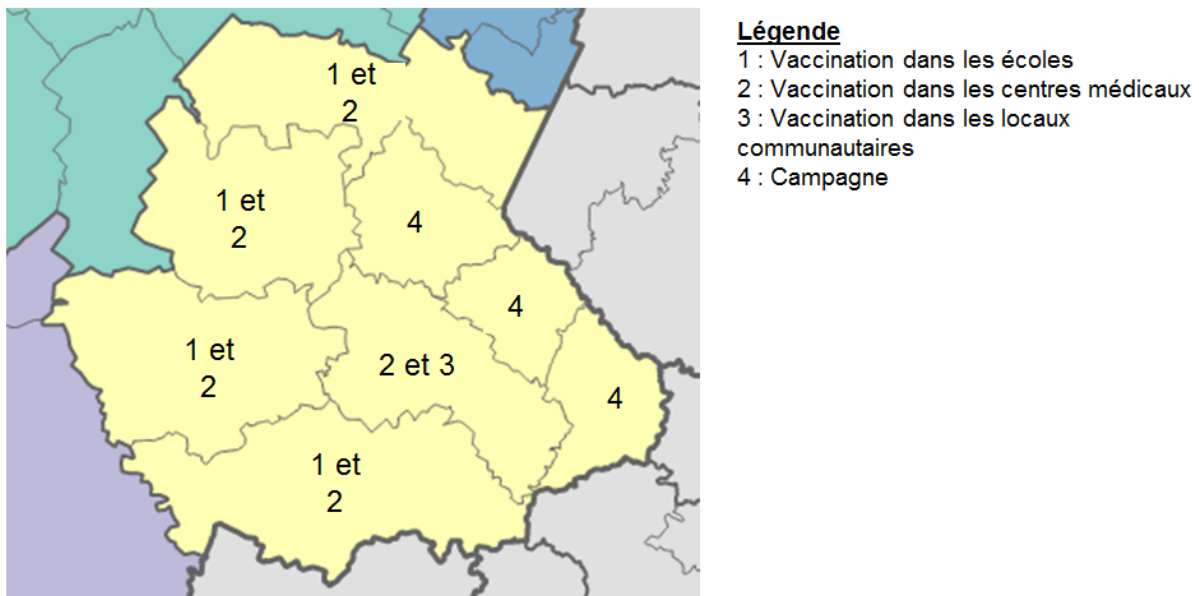 1 et
2
1 et
2
4
4
1 et
2
2 et 3
4
1 et
2
Légende
1 : Vaccination dans les écoles
2 : Vaccination dans les centres médicaux
3 : Vaccination dans les locaux
communautaires
4 : Campagne